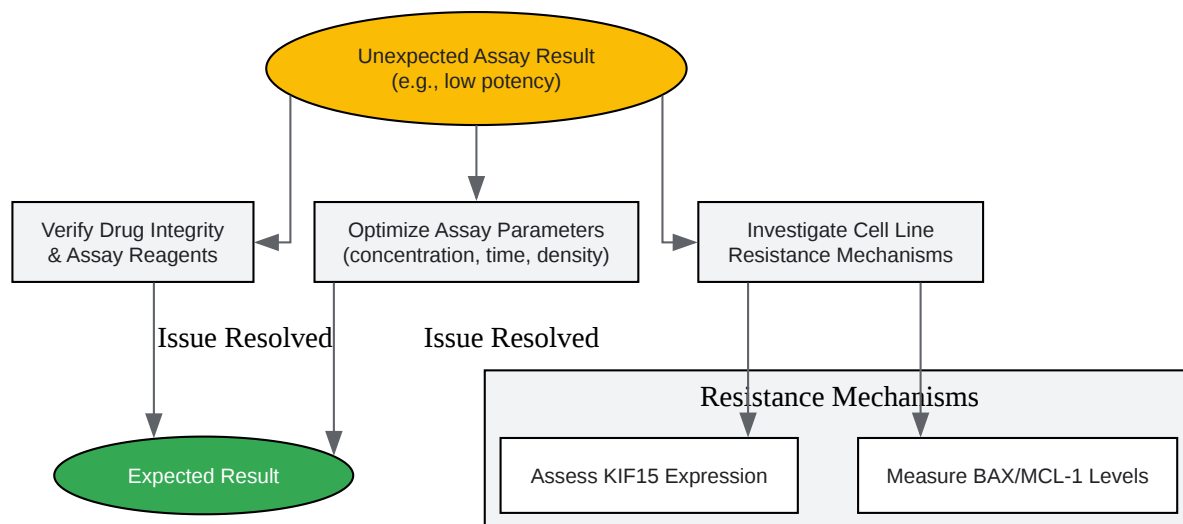 Unexpected Assay Result
(e.g., low potency)
Verify Drug Integrity
& Assay Reagents
Optimize Assay Parameters
(concentration, time, density)
Investigate Cell Line
Resistance Mechanisms
Issue Resolved
Issue Resolved
Resistance Mechanisms
Expected Result
Assess KIF15 Expression
Measure BAX/MCL-1 Levels